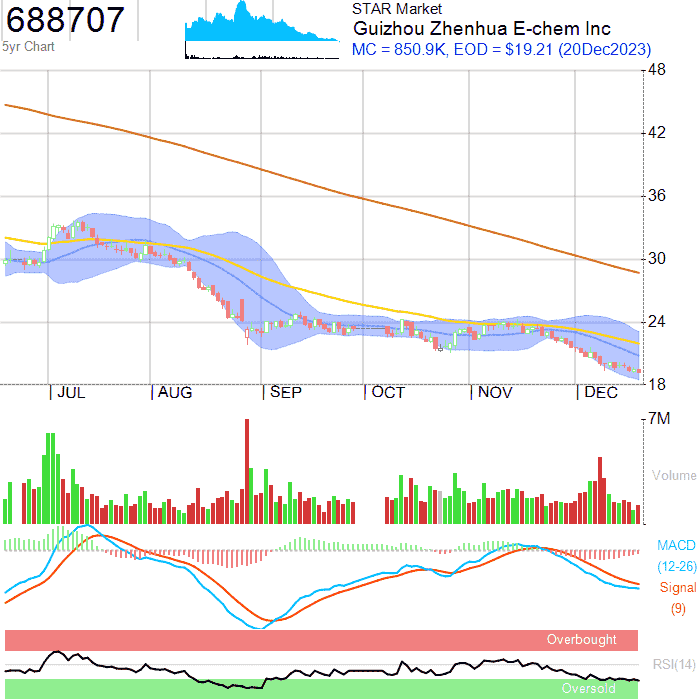 688707
5yr Chart
STAR Market
Guizhou Zhenhua E-chem Inc
MC = 850.9K, EOD = $19.21 (20Dec2023)
48
42
36
30
24
18
JUL AUG SEP OCT NOV DEC
7M
Volume
MACD
(12-26)
Signal
(9)
Overbought
RSI(14)
Oversold